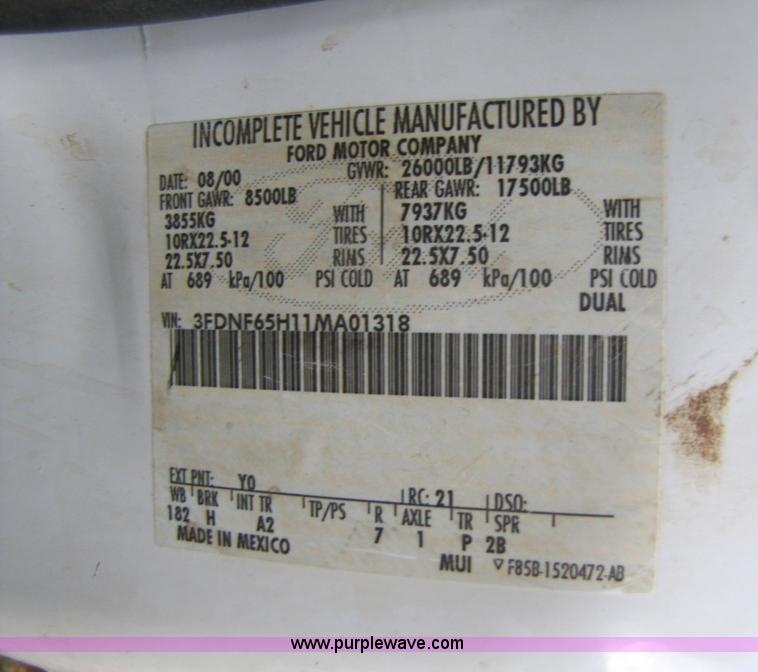 INCOMPLETE VEHICLE MANUFACTURED BY
FORD MOTOR COMPANY
DATE: 08/00 GVWR: 26000LB/11793KG
FRONT GAWR: 8500LB REAR GAWR: 17500LB
3855KG WITH 7937KG WITH
10RX22.5-12 TIRES 10RX22.5-12 TIRES
22.5X7.50 RIMS 22.5X7.50 RIMS
AT 689 kPa/100 PSI COLD AT 689 kPa/100 PSI COLD
DUAL
VIN: 3FDNF65H11MA01318
EXT PNT: Y0 RC: 21 DSO:
WB BRK INT TR TP/PS R AXLE TR SPR
182 H A2 7 1 P 2B
MADE IN MEXICO
MUI F85B-1520472-AB
www.purplewave.com